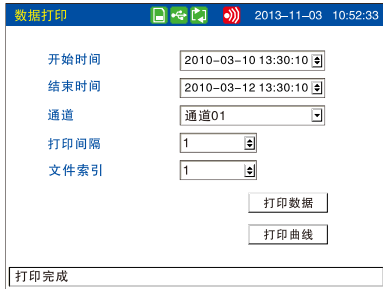 数据打印 2013-11-03 10:52:33
开始时间 2010-03-10 13:30:10
结束时间 2010-03-12 13:30:10
通道 通道01
打印间隔 1
文件索引 1
打印数据
打印曲线
打印完成